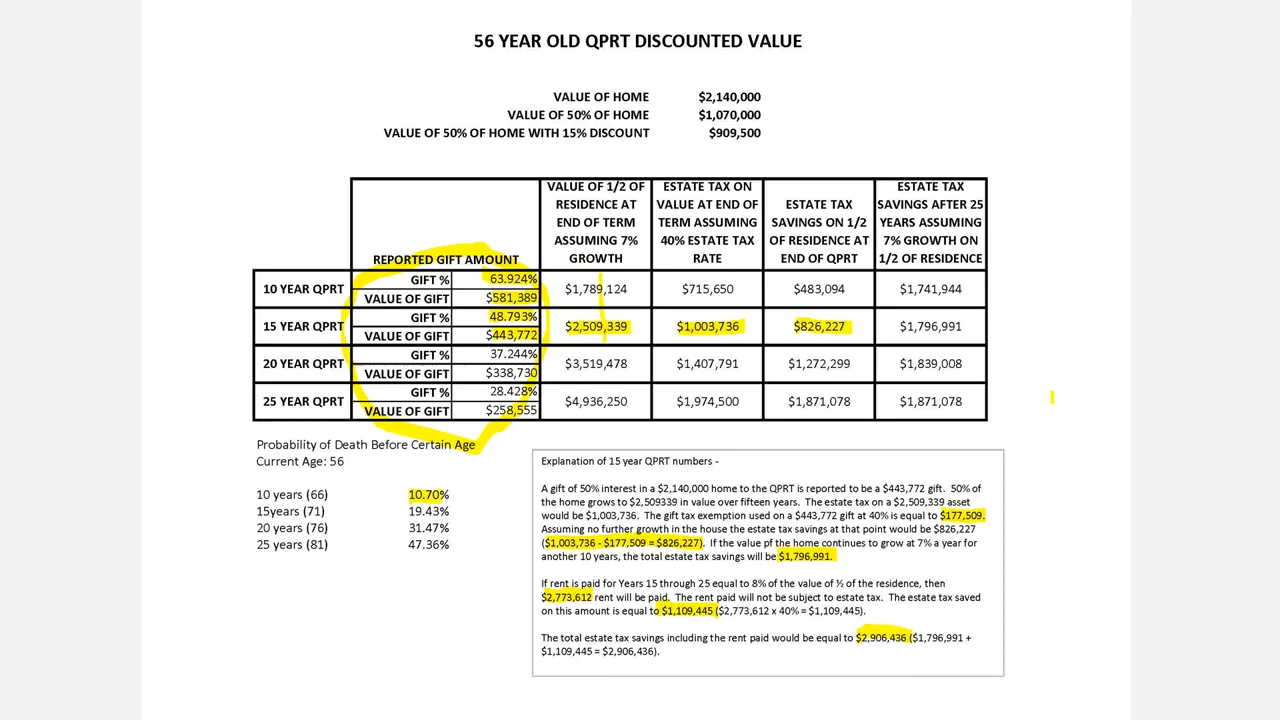 56 YEAR OLD QPRT DISCOUNTED VALUE
VALUE OF HOME $2,140,000
VALUE OF 50% OF HOME $1,070,000
VALUE OF 50% OF HOME WITH 15% DISCOUNT $909,500
REPORTED GIFT AMOUNT
VALUE OF 1/2 OF
RESIDENCE AT
END OF TERM
ASSUMING 7%
GROWTH
ESTATE TAX ON
VALUE AT END OF
TERM ASSUMING
40% ESTATE TAX
RATE
ESTATE TAX
SAVINGS ON 1/2
OF RESIDENCE AT
END OF QPRT
ESTATE TAX
SAVINGS AFTER 25
YEARS ASSUMING
7% GROWTH ON
1/2 OF RESIDENCE
10 YEAR QPRT
GIFT % 63.924%
VALUE OF GIFT $581,389
$1,789,124 $715,650 $483,094 $1,741,944
15 YEAR QPRT
GIFT % 48.793%
VALUE OF GIFT $443,772
$2,509,339 $1,003,736 $826,227 $1,796,991
20 YEAR QPRT
GIFT % 37.244%
VALUE OF GIFT $338,730
$3,519,478 $1,407,791 $1,272,299 $1,839,008
25 YEAR QPRT
GIFT % 28.428%
VALUE OF GIFT $258,555
$4,936,250 $1,974,500 $1,871,078 $1,871,078
Probability of Death Before Certain Age
Current Age: 56
10 years (66) 10.70%
15years (71) 19.43%
20 years (76) 31.47%
25 years (81) 47.36%
Explanation of 15 year QPRT numbers -
A gift of 50% interest in a $2,140,000 home to the QPRT is reported to be a $443,772 gift. 50% of
the home grows to $2,509339 in value over fifteen years. The estate tax on a $2,509,339 asset
would be $1,003,736. The gift tax exemption used on a $443,772 gift at 40% is equal to $177,509.
Assuming no further growth in the house the estate tax savings at that point would be $826,227
($1,003,736 - $177,509 = $826,227). If the value pf the home continues to grow at 7% a year for
another 10 years, the total estate tax savings will be $1,796,991.
If rent is paid for Years 15 through 25 equal to 8% of the value of ½ of the residence, then
$2,773,612 rent will be paid. The rent paid will not be subject to estate tax. The estate tax saved
on this amount is equal to $1,109,445 ($2,773,612 x 40% = $1,109,445).
The total estate tax savings including the rent paid would be equal to $2,906,436 ($1,796,991 +
$1,109,445 = $2,906,436).